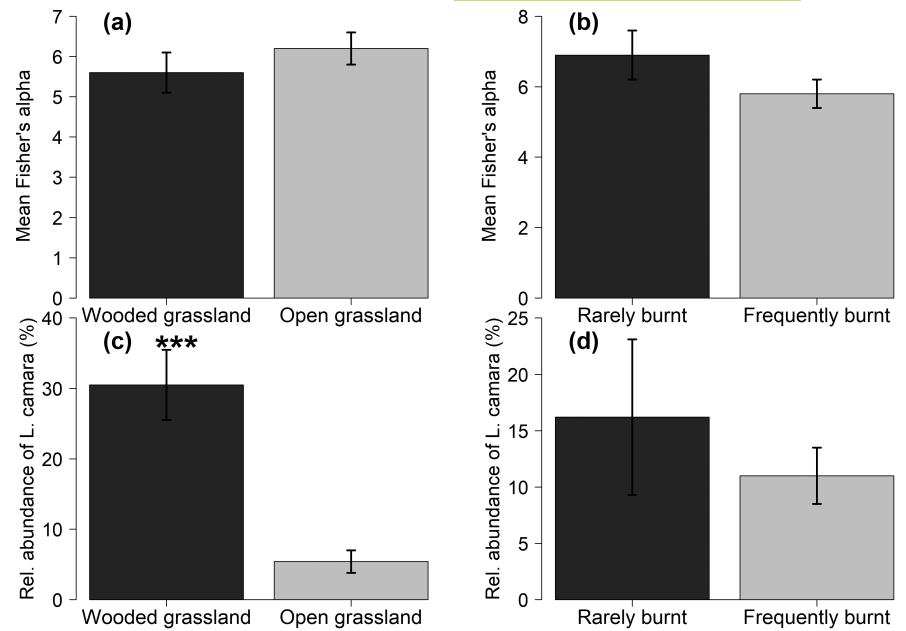 (a)
Mean Fisher's alpha
7
6
5
4
3
2
1
0
Wooded grassland
Open grassland
(b)
Mean Fisher's alpha
8
6
4
2
0
Rarely burnt
Frequently burnt
(c)
***
Rel. abundance of L. camara (%)
40
30
20
10
0
Wooded grassland
Open grassland
(d)
Rel. abundance of L. camara (%)
25
20
15
10
5
0
Rarely burnt
Frequently burnt